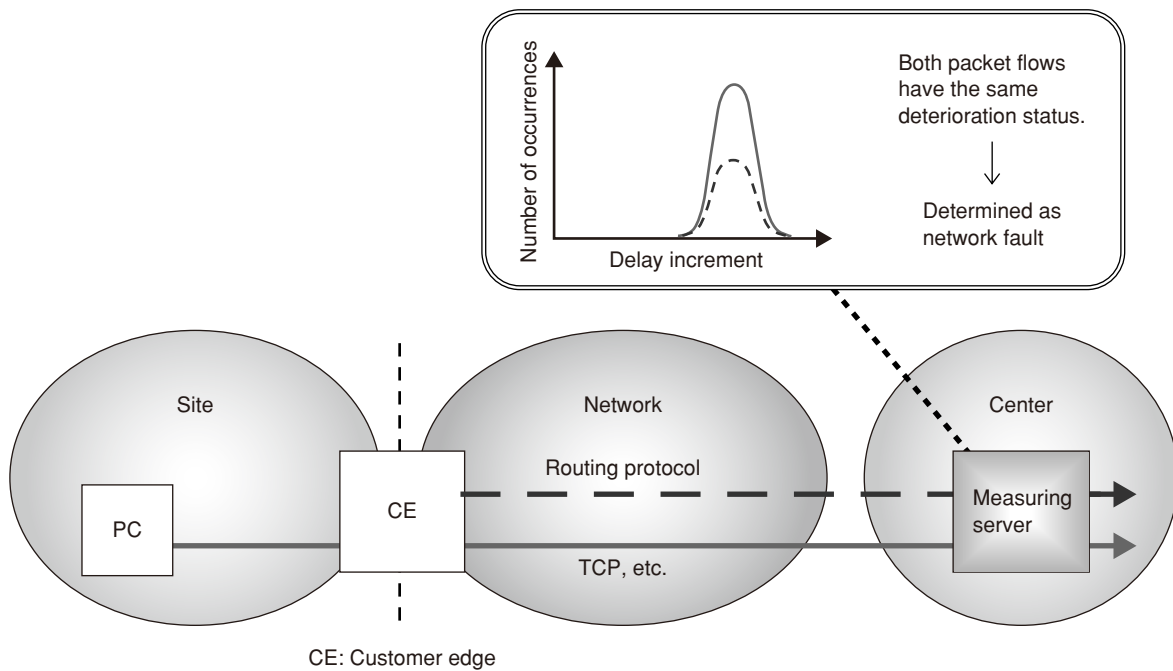 Number of occurrences
Delay increment
Both packet flows
have the same
deterioration status.
Determined as
network fault
Site
Network
Center
Routing protocol
PC
CE
Measuring
server
TCP, etc.
CE: Customer edge